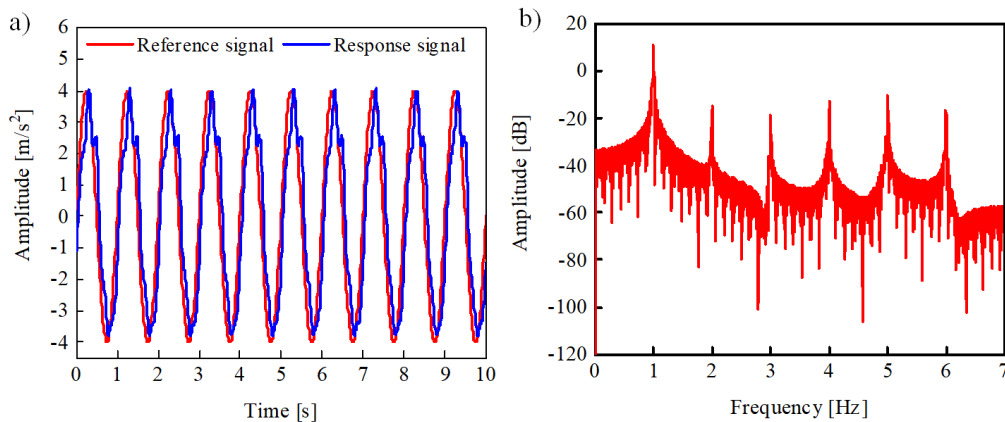 a)
Reference signal
Response signal
Amplitude [m/s²]
6
5
4
3
2
1
0
-1
-2
-3
-4
0 1 2 3 4 5 6 7 8 9 10
Time [s]
b)
Amplitude [dB]
20
0
-20
-40
-60
-80
-100
-120
0 1 2 3 4 5 6 7
Frequency [Hz]